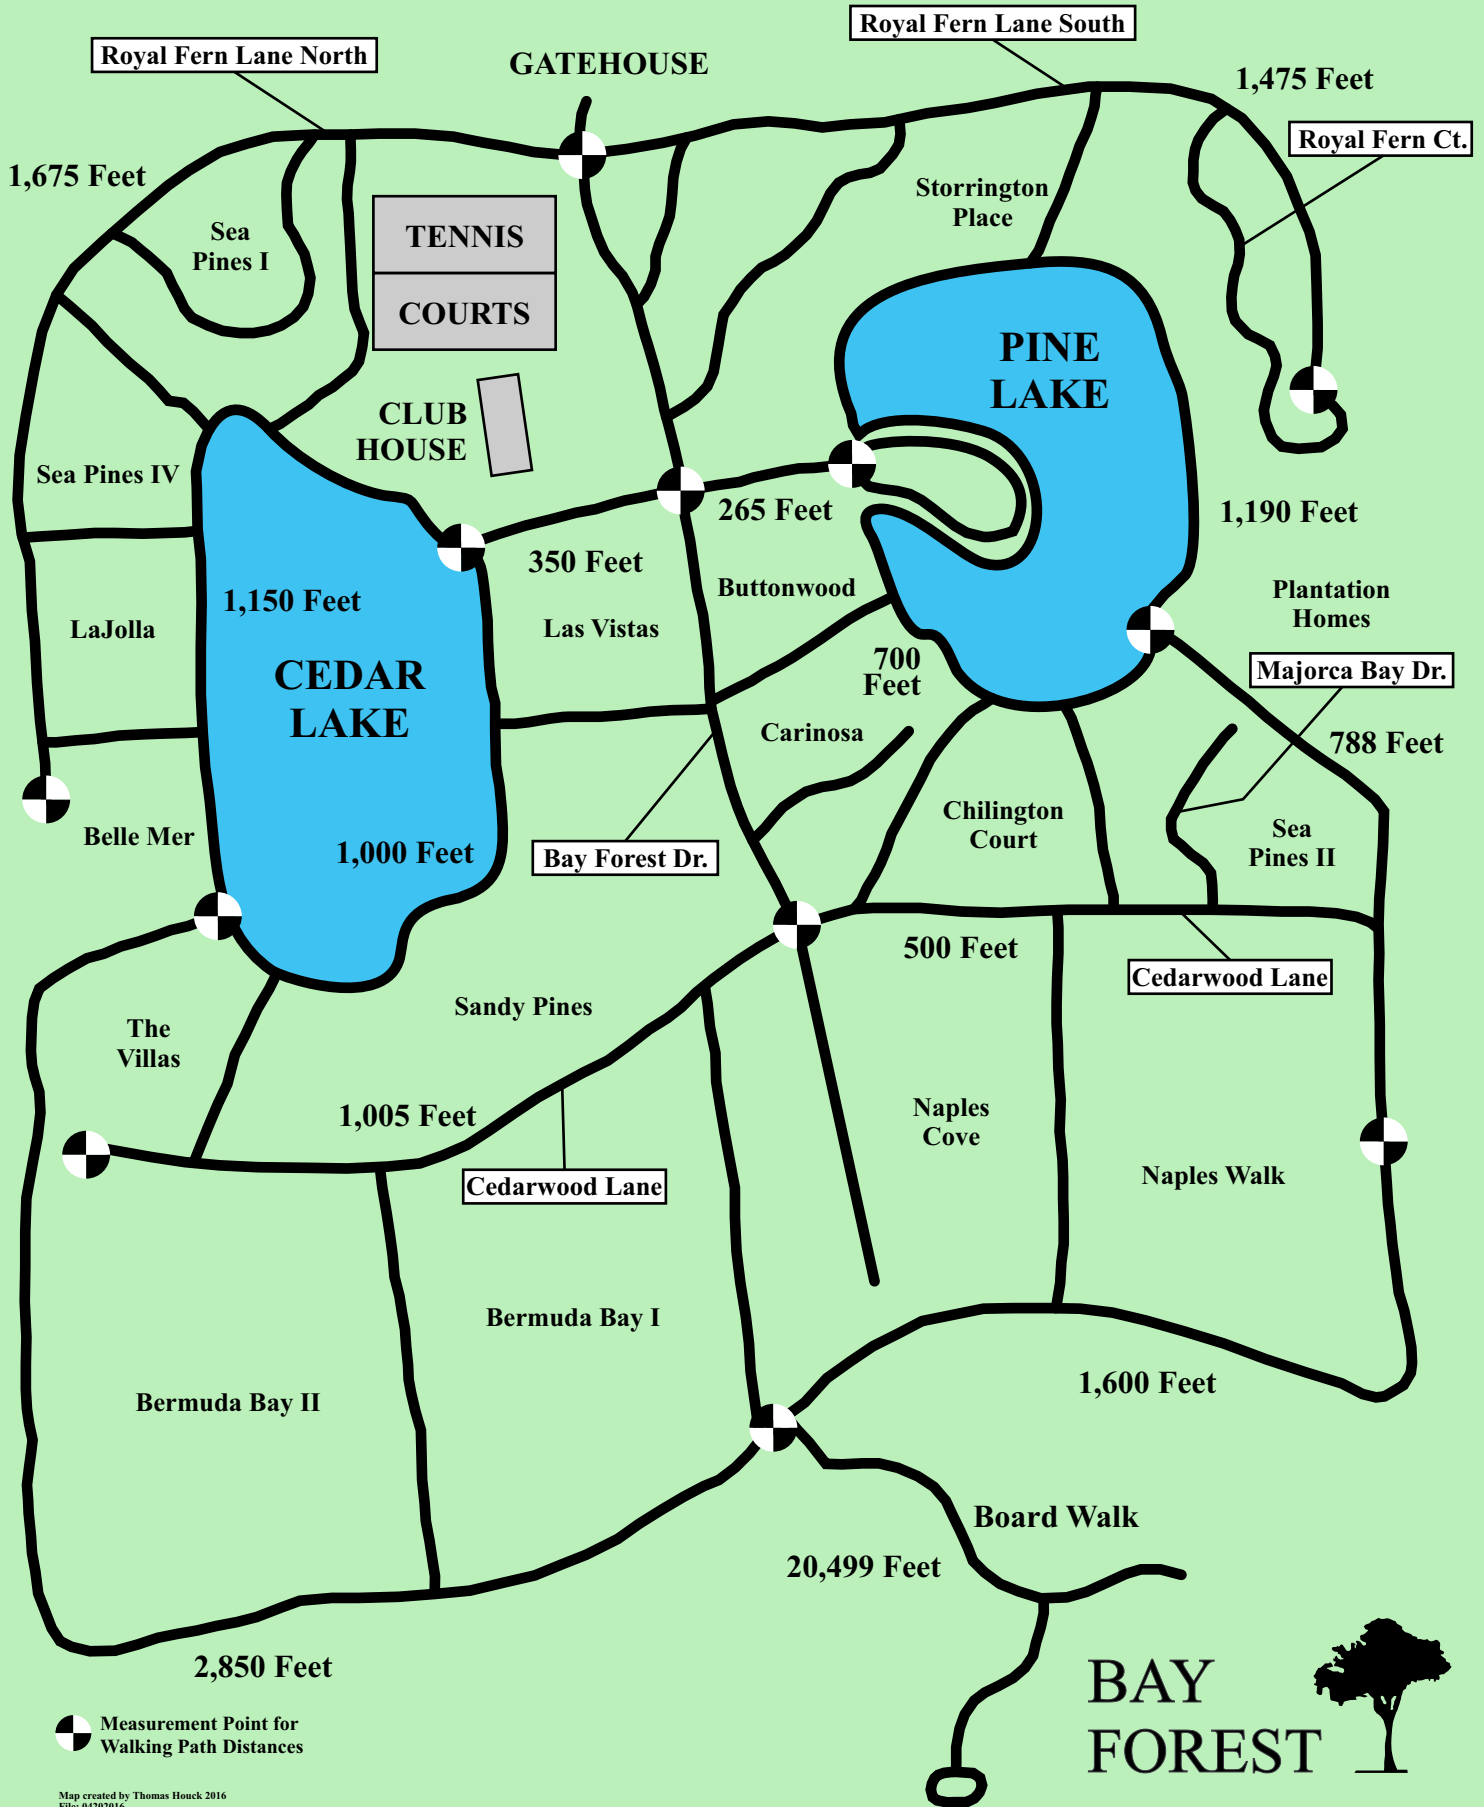 Royal Fern Lane South
Royal Fern Lane North
GATEHOUSE
1,475 Feet
Royal Fern Ct.
1,675 Feet
Storrington
Place
Sea
Pines I
TENNIS
COURTS
PINE
LAKE
CLUB
HOUSE
Sea Pines IV
265 Feet
1,190 Feet
350 Feet
Buttonwood
Plantation
Homes
1,150 Feet
LaJolla
Las Vistas
700
Feet
Majorca Bay Dr.
CEDAR
LAKE
Carinosa
788 Feet
Chilington
Court
Sea
Pines II
Belle Mer
1,000 Feet
Bay Forest Dr.
500 Feet
Cedarwood Lane
Sandy Pines
The
Villas
1,005 Feet
Naples
Cove
Cedarwood Lane
Naples Walk
Bermuda Bay I
1,600 Feet
Bermuda Bay II
Board Walk
20,499 Feet
2,850 Feet
BAY
FOREST
Measurement Point for
Walking Path Distances
Map created by Thomas Houck 2016
File: 04202016